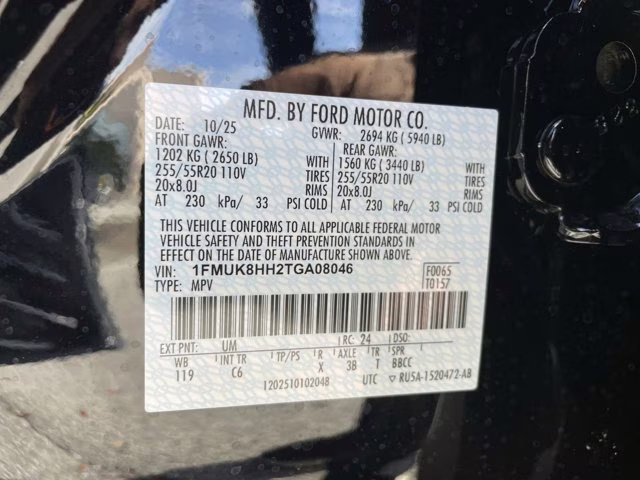 MFD. BY FORD MOTOR CO.
DATE: 10/25 GVWR: 2694 KG ( 5940 LB)
FRONT GAWR: REAR GAWR:
1202 KG ( 2650 LB) WITH 1560 KG ( 3440 LB) WITH
255/55R20 110V TIRES 255/55R20 110V TIRES
20x8.0J RIMS 20x8.0J RIMS
AT 230 kPa/ 33 PSI COLD AT 230 kPa/ 33 PSI COLD
THIS VEHICLE CONFORMS TO ALL APPLICABLE FEDERAL MOTOR
VEHICLE SAFETY AND THEFT PREVENTION STANDARDS IN
EFFECT ON THE DATE OF MANUFACTURE SHOWN ABOVE.
VIN: 1FMUK8HH2TGA08046 F0065
TYPE: MPV T0157
EXT PNT: UM RC: 24 DSO:
WB INT TR TP/PS R AXLE TR SPR
119 C6 X 3B T BBCC
12O2510102048 UTC RU5A-1520472-AB